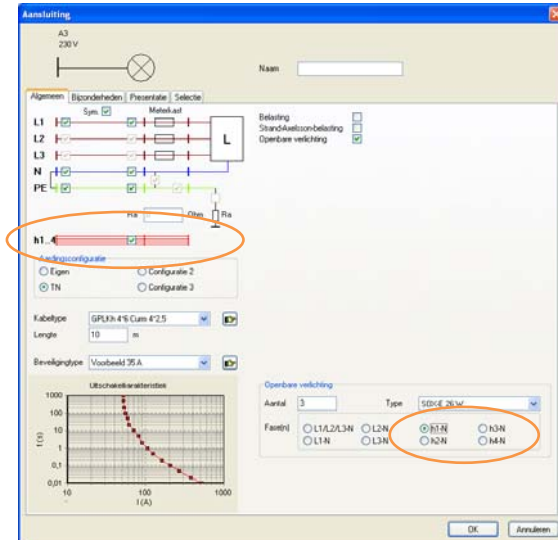 Aansluiting
A3
230 V
Naam
Algemeen Bijzonderheden Presentatie Selectie
Sym. Meterkast
L1
L2
L3
N
PE
L
Ra Ohm Ra
h1..4
Belasting
Strand-Axelsson-belasting
Openbare verlichting
Aardingsconfiguratie
Eigen Configuratie 2
TN Configuratie 3
Kabeltype GPLKh 4*6 Cum 4*2,5
Lengte 10 m
Beveiligingtype Voorbeeld 35 A
Uitschakelkarakteristiek
t (s)
1000
100
10
1
0,1
0,01
10 100 1000
I (A)
Openbare verlichting
Aantal 3 Type SOX-E 26 W
Fase(n) L1/L2/L3-N L2-N h1-N h3-N
L1-N L3-N h2-N h4-N
OK Annuleren